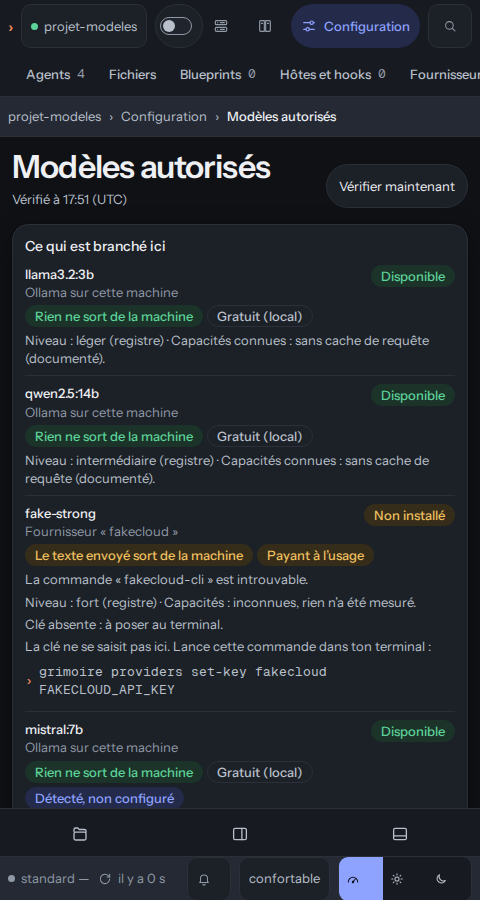 › projet-modeles Configuration
Agents 4 Fichiers Blueprints 0 Hôtes et hooks 0 Fournisseu
projet-modeles › Configuration › Modèles autorisés
Modèles autorisés
Vérifié à 17:51 (UTC)
Vérifier maintenant
Ce qui est branché ici
llama3.2:3b Disponible
Ollama sur cette machine
Rien ne sort de la machine Gratuit (local)
Niveau : léger (registre) · Capacités connues : sans cache de requête
(documenté).
qwen2.5:14b Disponible
Ollama sur cette machine
Rien ne sort de la machine Gratuit (local)
Niveau : intermédiaire (registre) · Capacités connues : sans cache de
requête (documenté).
fake-strong Non installé
Fournisseur « fakecloud »
Le texte envoyé sort de la machine Payant à l'usage
La commande « fakecloud-cli » est introuvable.
Niveau : fort (registre) · Capacités : inconnues, rien n'a été mesuré.
Clé absente : à poser au terminal.
La clé ne se saisit pas ici. Lance cette commande dans ton terminal :
› grimoire providers set-key fakecloud
FAKECLOUD_API_KEY
mistral:7b Disponible
Ollama sur cette machine
Rien ne sort de la machine Gratuit (local)
Détecté, non configuré
standard — il y a 0 s confortable